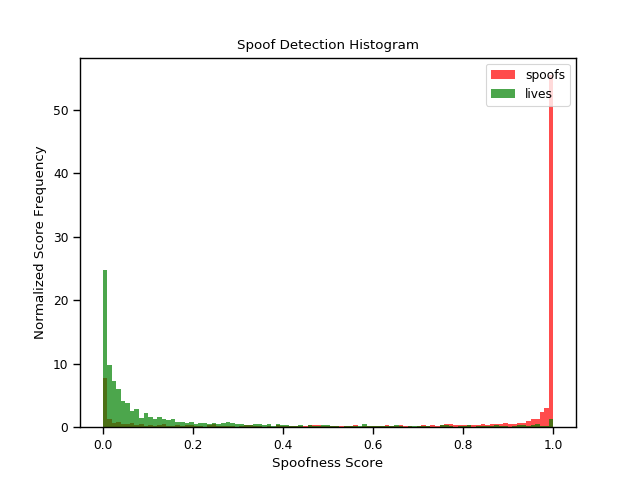 Spoof Detection Histogram
spoofs
lives
Normalized Score Frequency
50
40
30
20
10
0
0.0 0.2 0.4 0.6 0.8 1.0
Spoofness Score